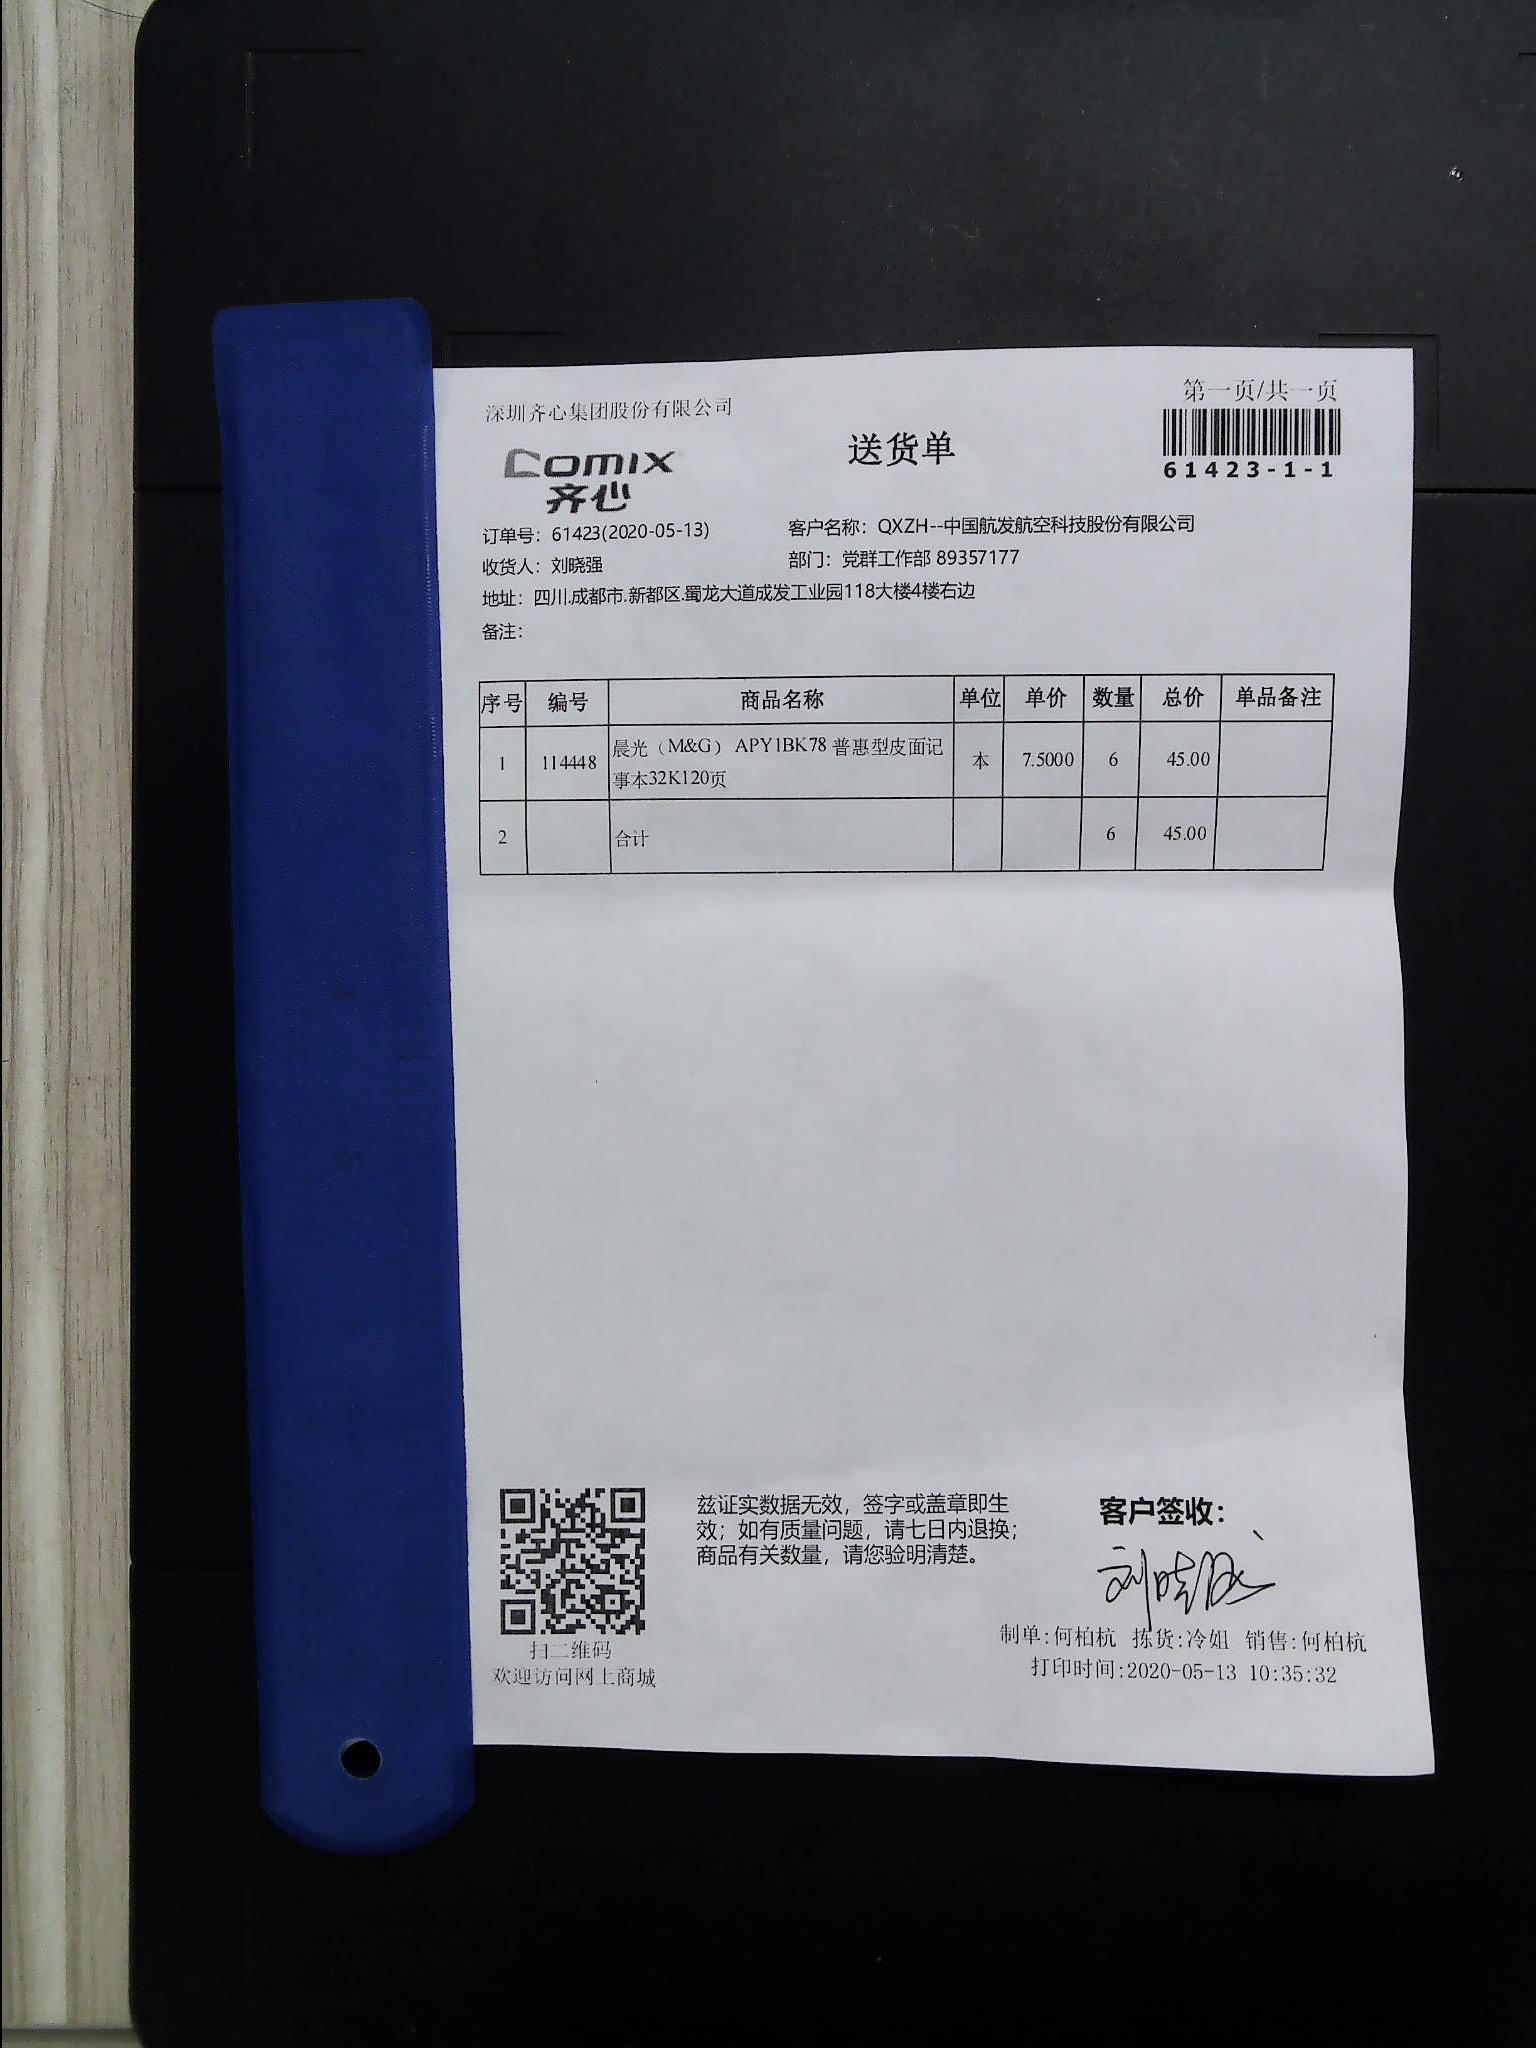 深圳齐心集团股份有限公司
第一页/共一页
comix
齐心
送货单
61423-1-1
订单号：61423(2020-05-13)
客户名称：QXZH--中国航发航空科技股份有限公司
收货人：刘晓强
部门：党群工作部 89357177
地址：四川.成都市.新都区.蜀龙大道成发工业园118大楼4楼右边
备注：
序号 编号 商品名称 单位 单价 数量 总价 单品备注
1 114448 晨光（M&G） APY1BK78 普惠型皮面记 本 7.5000 6 45.00
事本32K120页
2 合计 6 45.00
兹证实数据无效，签字或盖章即生
效；如有质量问题，请七日内退换；
商品有关数量，请您验明清楚。
客户签收：
扫二维码
欢迎访问网上商城
制单:何柏杭 拣货:冷姐 销售:何柏杭
打印时间:2020-05-13 10:35:32